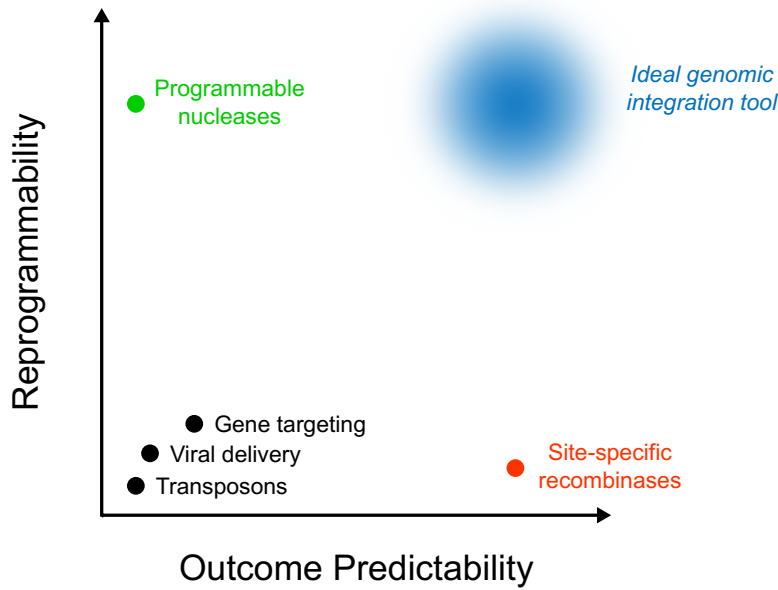 Programmable
nucleases
Ideal genomic
integration tool
Reprogrammability
Gene targeting
Viral delivery
Transposons
Site-specific
recombinases
Outcome Predictability